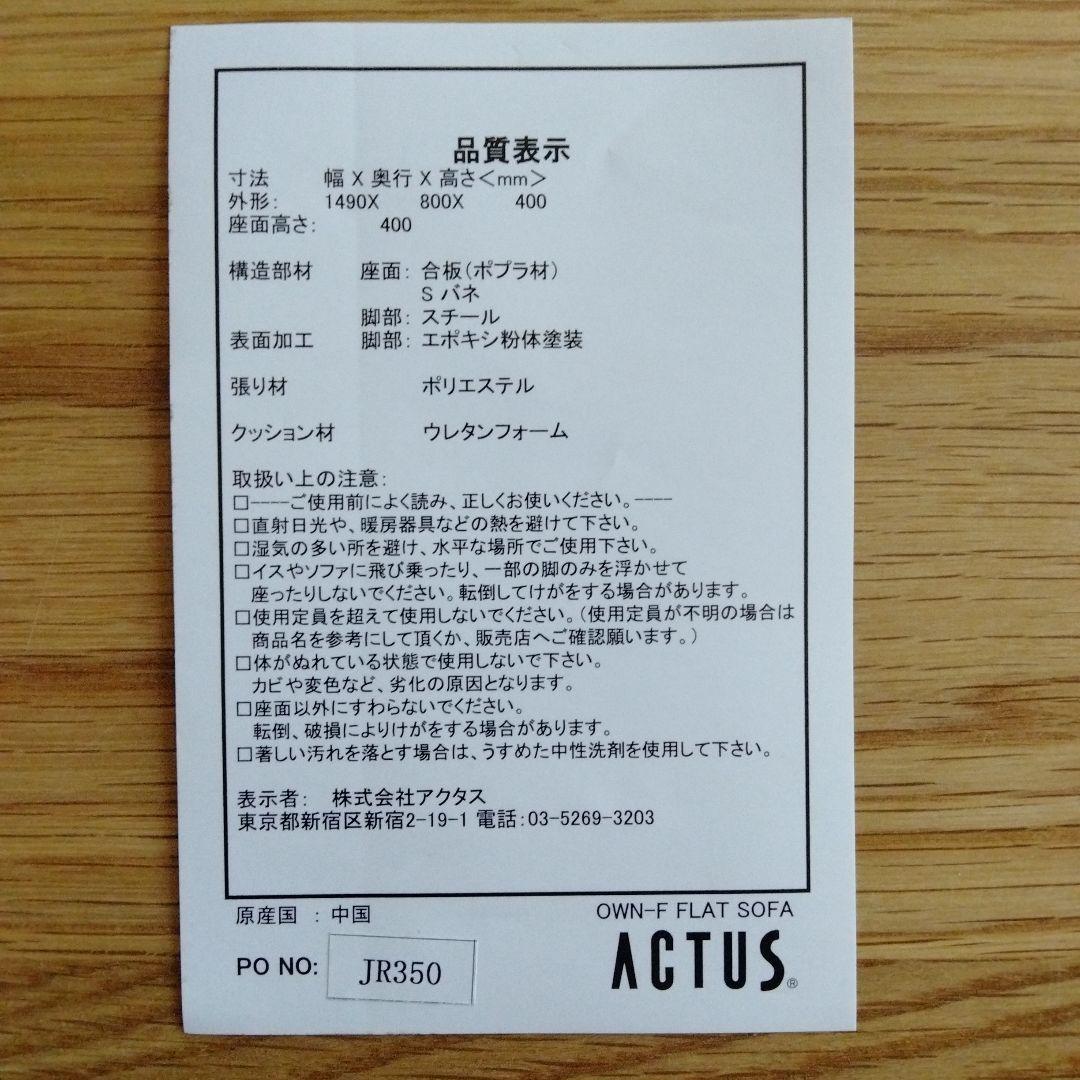 品質表示
寸法 幅 X 奥行 X 高さ<mm>
外形: 1490X 800X 400
座面高さ: 400
構造部材 座面: 合板(ポプラ材)
S バネ
脚部: スチール
表面加工 脚部: エポキシ粉体塗装
張り材 ポリエステル
クッション材 ウレタンフォーム
取扱い上の注意:
□----ご使用前によく読み、正しくお使いください。----
□直射日光や、暖房器具などの熱を避けて下さい。
□湿気の多い所を避け、水平な場所でご使用下さい。
□イスやソファに飛び乗ったり、一部の脚のみを浮かせて
座ったりしないでください。転倒してけがをする場合があります。
□使用定員を超えて使用しないでください。(使用定員が不明の場合は
商品名を参考にして頂くか、販売店へご確認願います。)
□体がぬれている状態で使用しないで下さい。
カビや変色など、劣化の原因となります。
□座面以外にすわらないでください。
転倒、破損によりけがをする場合があります。
□著しい汚れを落とす場合は、うすめた中性洗剤を使用して下さい。
表示者: 株式会社アクタス
東京都新宿区新宿2-19-1 電話:03-5269-3203
原産国 : 中国
OWN-F FLAT SOFA
PO NO: JR350
ACTUS®